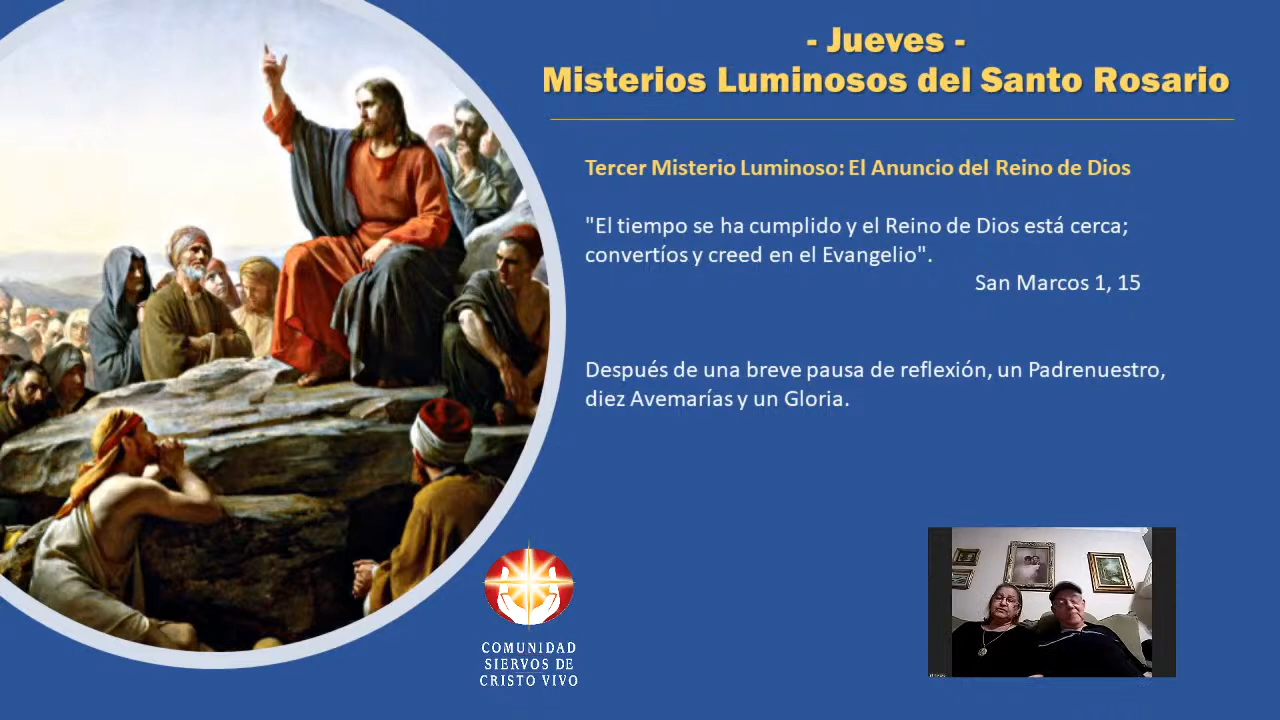 - Jueves -
Misterios Luminosos del Santo Rosario
Tercer Misterio Luminoso: El Anuncio del Reino de Dios
"El tiempo se ha cumplido y el Reino de Dios está cerca;
convertíos y creed en el Evangelio".
San Marcos 1, 15
Después de una breve pausa de reflexión, un Padrenuestro,
diez Avemarías y un Gloria.
COMUNIDAD
SIERVOS DE
CRISTO VIVO